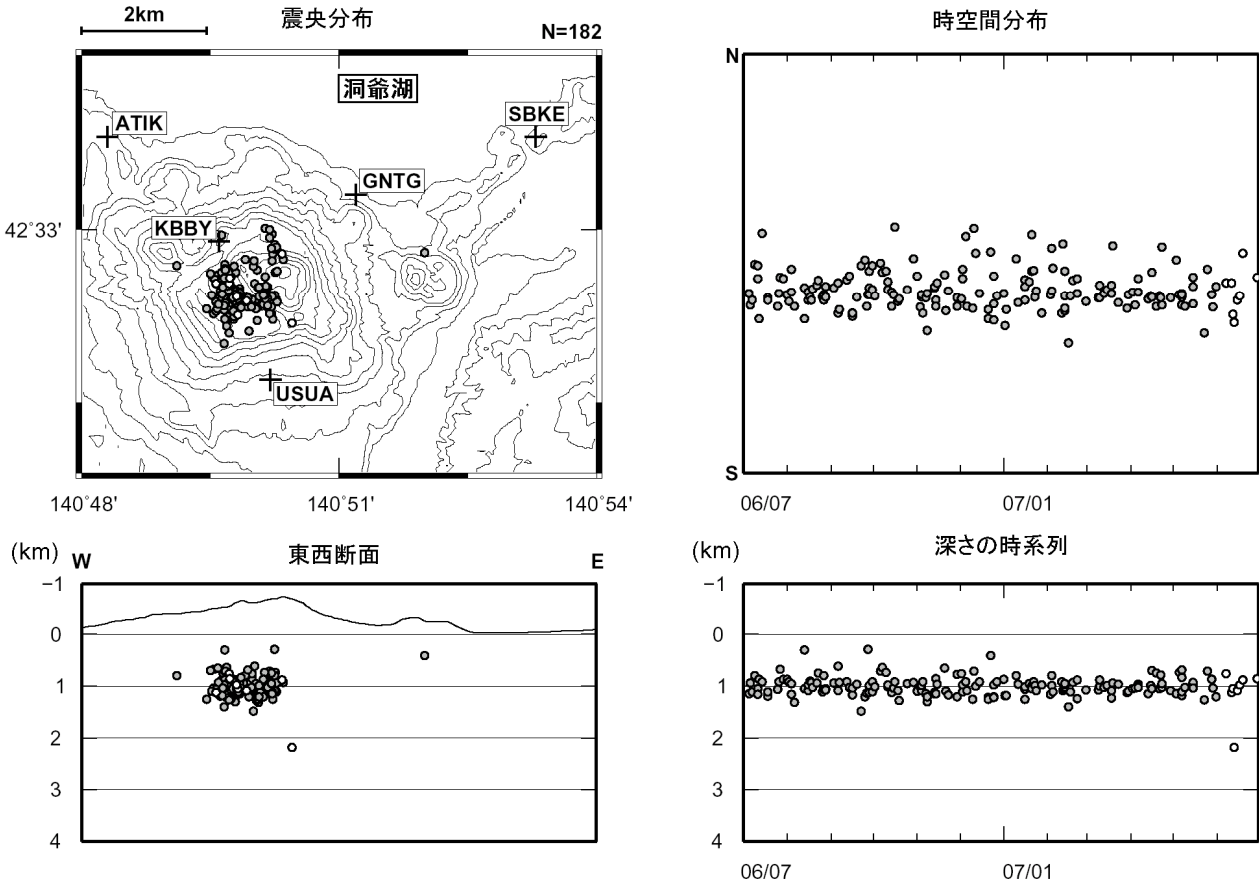 2km
震央分布
N=182
洞爺湖
ATIK
SBKE
GNTG
KBBY
USUA
42°33'
140°48'
140°51'
140°54'
時空間分布
N
S
06/07
07/01
(km)
W
東西断面
E
−1
0
1
2
3
4
(km)
深さの時系列
−1
0
1
2
3
4
06/07
07/01